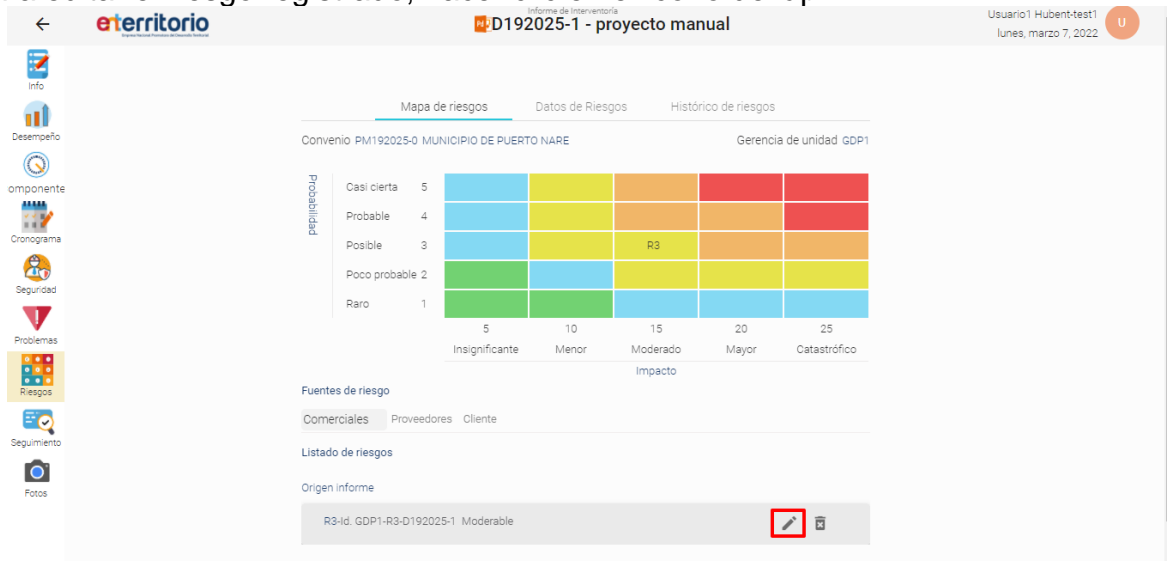 Informe de Interventoría
D192025-1 - proyecto manual
eterritorio
Usuario1 Hubent-test1
lunes, marzo 7, 2022
U
Info
Desempeño
omponente
Cronograma
Seguridad
Problemas
Riesgos
Seguimiento
Fotos
Mapa de riesgos Datos de Riesgos Histórico de riesgos
Convenio PM192025-0 MUNICIPIO DE PUERTO NARE Gerencia de unidad GDP1
Probabilidad
Casi cierta 5
Probable 4
Posible 3 R3
Poco probable 2
Raro 1
5 10 15 20 25
Insignificante Menor Moderado Mayor Catastrófico
Impacto
Fuentes de riesgo
Comerciales Proveedores Cliente
Listado de riesgos
Origen informe
R3-Id. GDP1-R3-D192025-1 Moderable